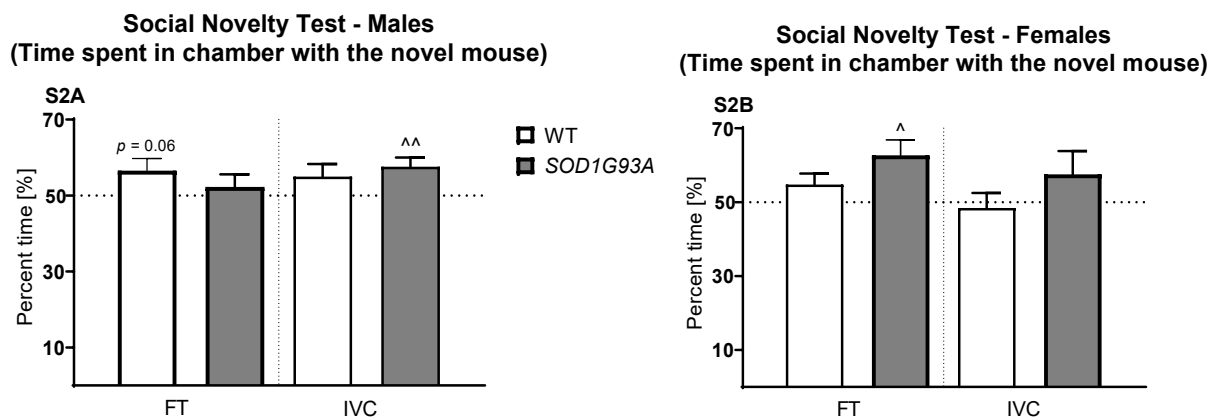 Social Novelty Test - Males
(Time spent in chamber with the novel mouse)
S2A
70
50
30
10
Percent time [%]
p = 0.06
^^
FT
IVC
WT
SOD1G93A
Social Novelty Test - Females
(Time spent in chamber with the novel mouse)
S2B
70
50
30
10
Percent time [%]
^
FT
IVC